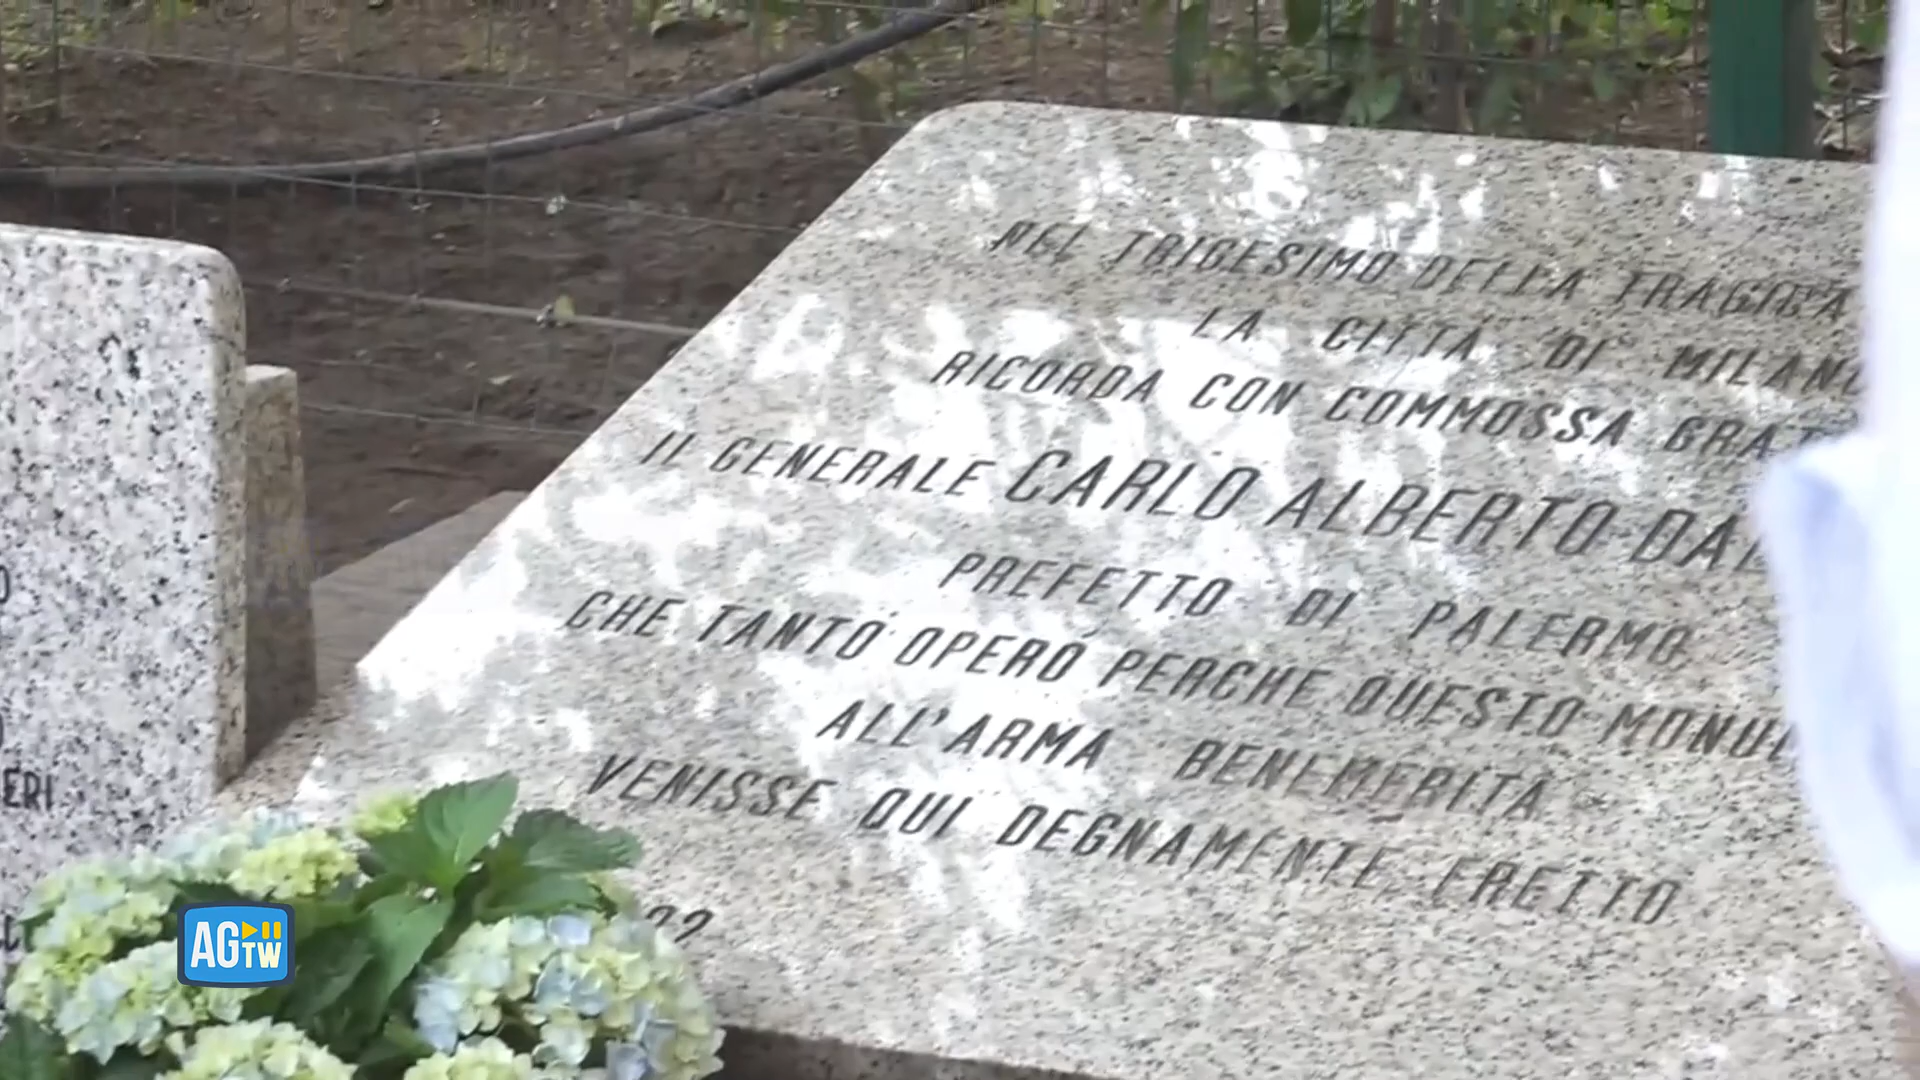 NEL TRIGESIMO DELLA TRAGICA
LA CITTÀ DI MILANO
RICORDA CON COMMOSSA GRAT
IL GENERALE CARLO ALBERTO DA
PREFETTO DI PALERMO
CHE TANTO OPERÒ PERCHÈ QUESTO MONU
ALL'ARMA BENEMERITA
VENISSE QUI DEGNAMENTE ERETTO
ERI
AGTW